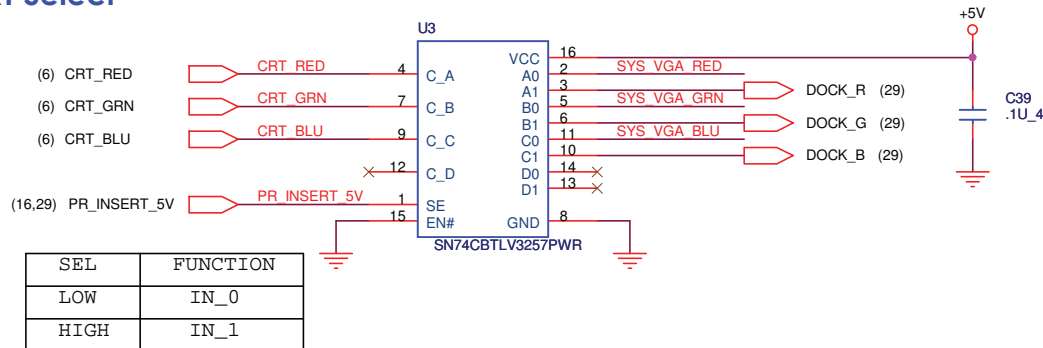 Select
+5V
U3
VCC 16
(6) CRT_RED CRT_RED 4 C_A A0 2 SYS_VGA_RED
A1 3 DOCK_R (29)
(6) CRT_GRN CRT_GRN 7 C_B B0 5 SYS_VGA_GRN
B1 6 DOCK_G (29)
C39
.1U_4
(6) CRT_BLU CRT_BLU 9 C_C C0 11 SYS_VGA_BLU
C1 10 DOCK_B (29)
12 C_D D0 14
D1 13
(16,29) PR_INSERT_5V PR_INSERT_5V 1 SE
15 EN# GND 8
SN74CBTLV3257PWR
SEL FUNCTION
LOW IN_0
HIGH IN_1